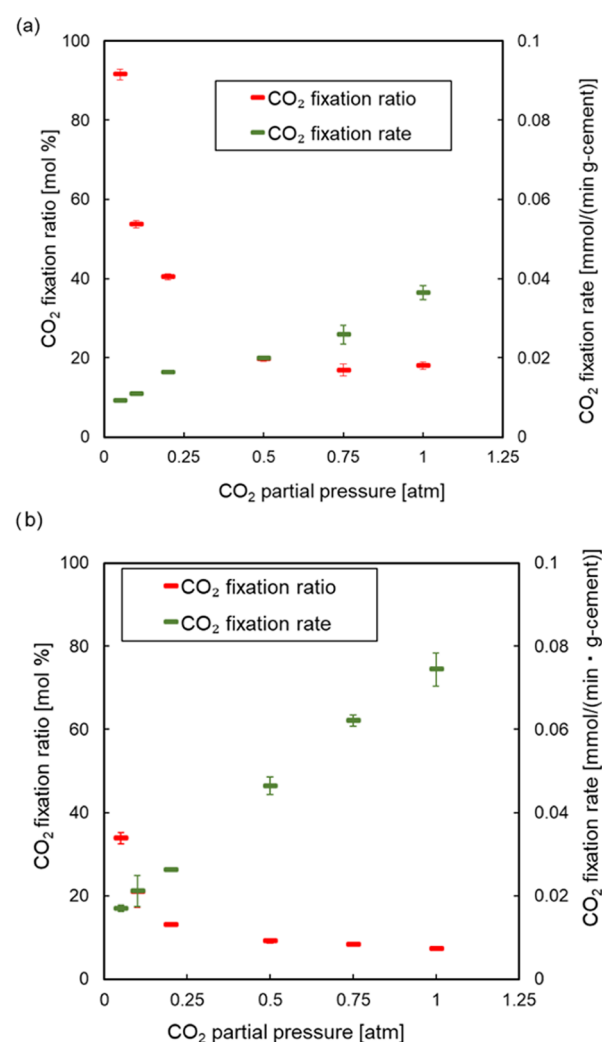 (a)
100
80
60
40
20
0
CO₂ fixation ratio [mol %]
CO₂ fixation ratio
CO₂ fixation rate
0.1
0.08
0.06
0.04
0.02
0
CO₂ fixation rate [mmol/(min g-cement)]
0 0.25 0.5 0.75 1 1.25
CO₂ partial pressure [atm]
(b)
100
80
60
40
20
0
CO₂ fixation ratio [mol %]
CO₂ fixation ratio
CO₂ fixation rate
0.1
0.08
0.06
0.04
0.02
0
CO₂ fixation rate [mmol/(min・g-cement)]
0 0.25 0.5 0.75 1 1.25
CO₂ partial pressure [atm]